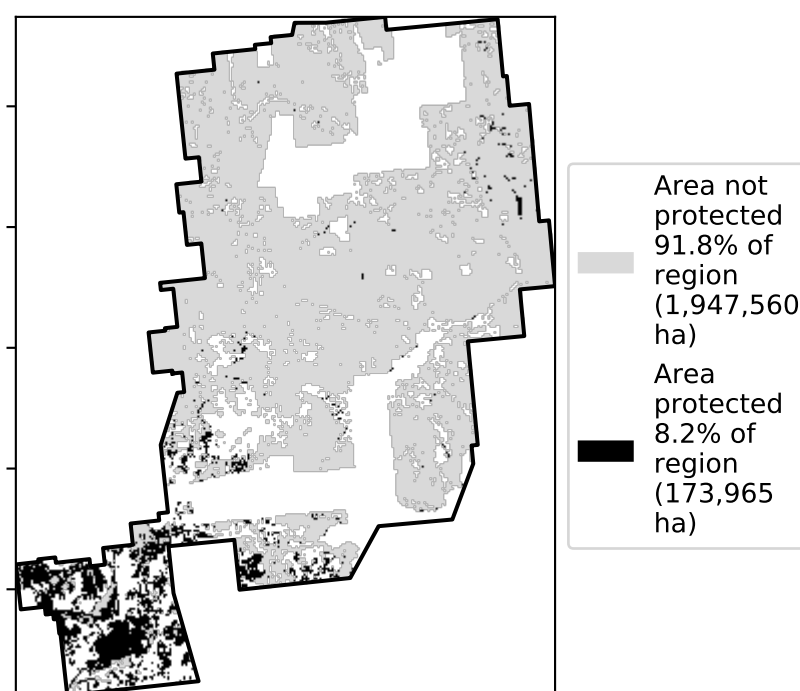 Area not
protected
91.8% of
region
(1,947,560
ha)
Area
protected
8.2% of
region
(173,965
ha)